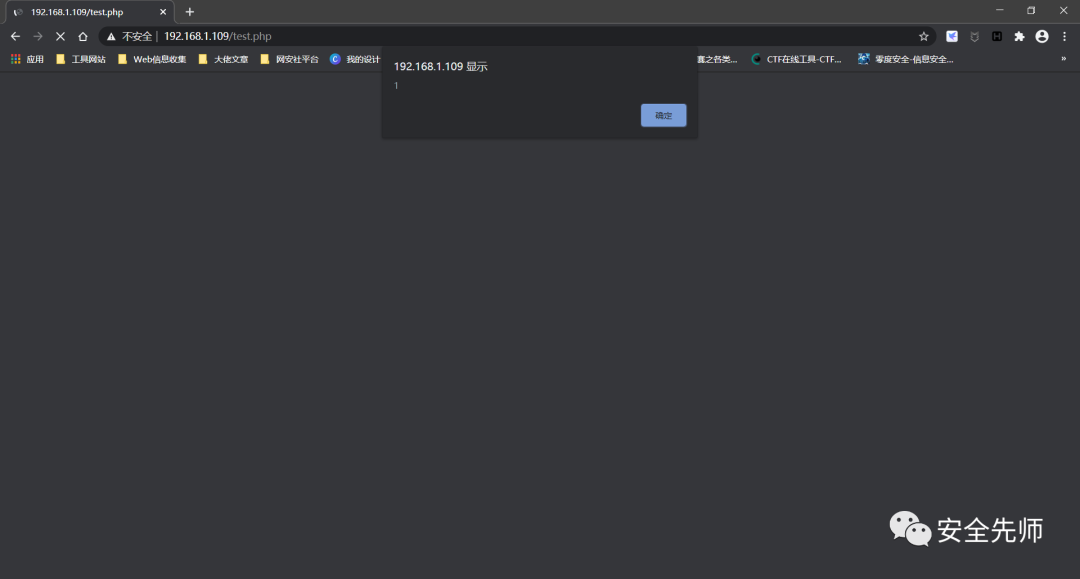 192.168.1.109/test.php
不安全 | 192.168.1.109/test.php
应用 工具网站 Web信息收集 大佬文章 网安社平台 我的设计 赛之各类... CTF在线工具-CTF... 零度安全-信息安全... »
192.168.1.109 显示
1
确定
安全先师